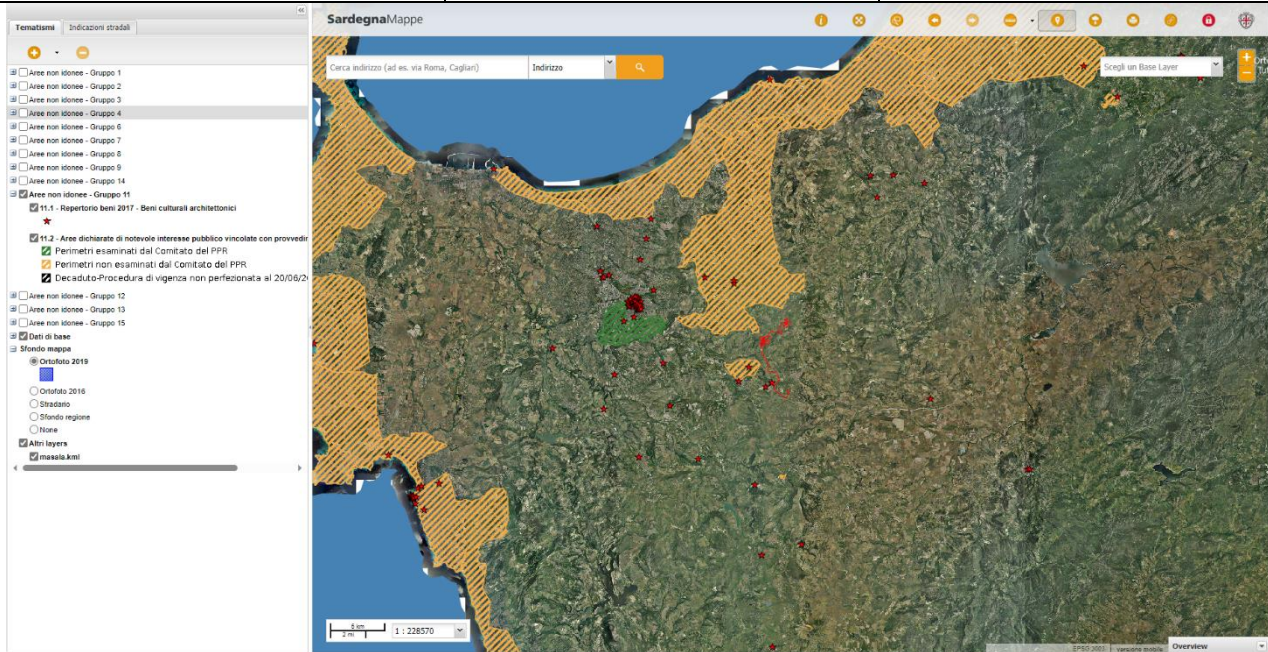 Tematismi
Indicazioni stradali
Aree non idonee - Gruppo 1
Aree non idonee - Gruppo 2
Aree non idonee - Gruppo 3
Aree non idonee - Gruppo 4
Aree non idonee - Gruppo 6
Aree non idonee - Gruppo 7
Aree non idonee - Gruppo 8
Aree non idonee - Gruppo 9
Aree non idonee - Gruppo 14
Aree non idonee - Gruppo 11
11.1 - Repertorio beni 2017 - Beni culturali architettonici
11.2 - Aree dichiarate di notevole interesse pubblico vincolate con provvedir
Perimetri esaminati dal Comitato del PPR
Perimetri non esaminati dal Comitato del PPR
Decaduto-Procedura di vigenza non perfezionata al 20/06/2
Aree non idonee - Gruppo 12
Aree non idonee - Gruppo 13
Aree non idonee - Gruppo 15
Dati di base
Sfondo mappa
Ortofoto 2019
Ortofoto 2016
Stradario
Sfondo regione
None
Altri layers
masala.kml
SardegnaMappe
Cerca indirizzo (ad es. via Roma, Cagliari)
Indirizzo
Scegli un Base Layer
5 km
2 mi
1 : 228570
EPSG 3003 | versione mobile
Overview